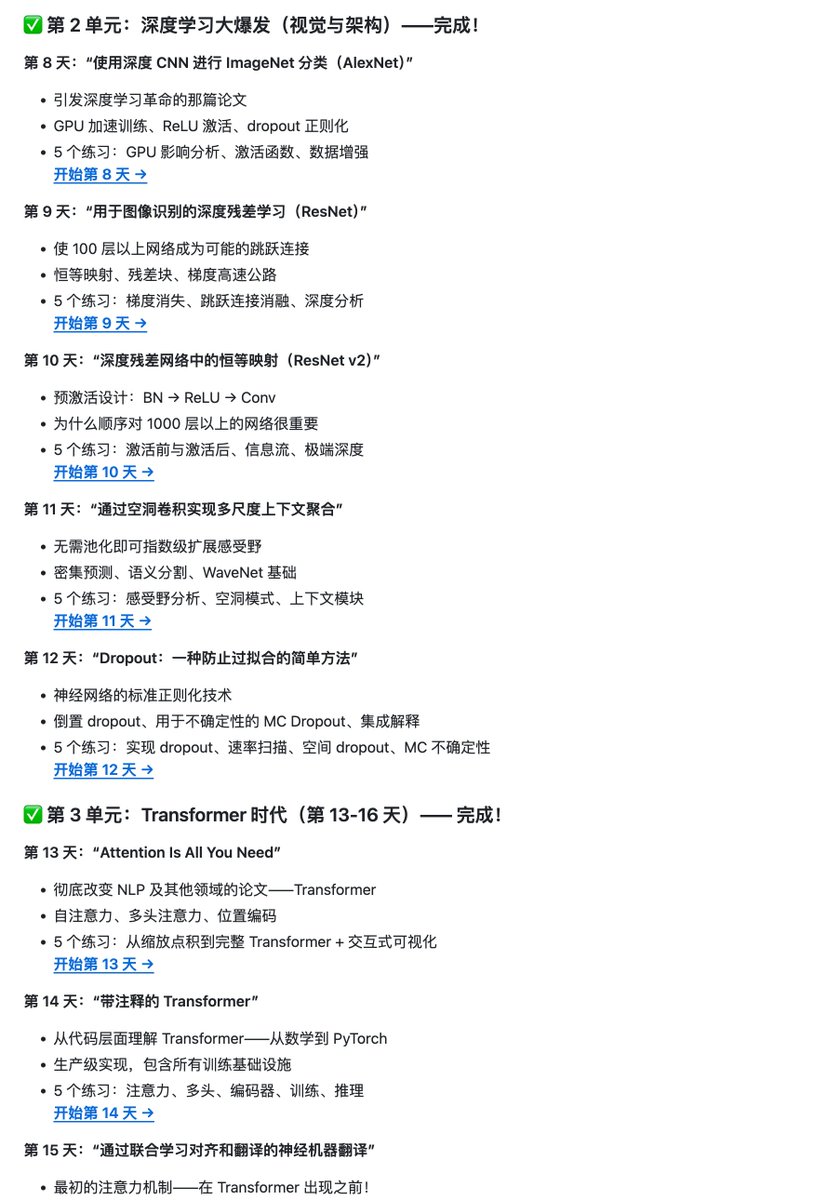 ✅ 第 2 单元：深度学习大爆发（视觉与架构）——完成！
第 8 天：“使用深度 CNN 进行 ImageNet 分类（AlexNet）”
• 引发深度学习革命的那篇论文
• GPU 加速训练、ReLU 激活、dropout 正则化
• 5 个练习：GPU 影响分析、激活函数、数据增强
开始第 8 天 →
第 9 天：“用于图像识别的深度残差学习（ResNet）”
• 使 100 层以上网络成为可能的跳跃连接
• 恒等映射、残差块、梯度高速公路
• 5 个练习：梯度消失、跳跃连接消融、深度分析
开始第 9 天 →
第 10 天：“深度残差网络中的恒等映射（ResNet v2）”
• 预激活设计：BN → ReLU → Conv
• 为什么顺序对 1000 层以上的网络很重要
• 5 个练习：激活前与激活后、信息流、极端深度
开始第 10 天 →
第 11 天：“通过空洞卷积实现多尺度上下文聚合”
• 无需池化即可指数级扩展感受野
• 密集预测、语义分割、WaveNet 基础
• 5 个练习：感受野分析、空洞模式、上下文模块
开始第 11 天 →
第 12 天：“Dropout：一种防止过拟合的简单方法”
• 神经网络的标准正则化技术
• 倒置 dropout、用于不确定性的 MC Dropout、集成解释
• 5 个练习：实现 dropout、速率扫描、空间 dropout、MC 不确定性
开始第 12 天 →
✅ 第 3 单元：Transformer 时代（第 13-16 天）—— 完成！
第 13 天：“Attention Is All You Need”
• 彻底改变 NLP 及其他领域的论文——Transformer
• 自注意力、多头注意力、位置编码
• 5 个练习：从缩放点积到完整 Transformer + 交互式可视化
开始第 13 天 →
第 14 天：“带注释的 Transformer”
• 从代码层面理解 Transformer——从数学到 PyTorch
• 生产级实现，包含所有训练基础设施
• 5 个练习：注意力、多头、编码器、训练、推理
开始第 14 天 →
第 15 天：“通过联合学习对齐和翻译的神经机器翻译”
• 最初的注意力机制——在 Transformer 出现之前！